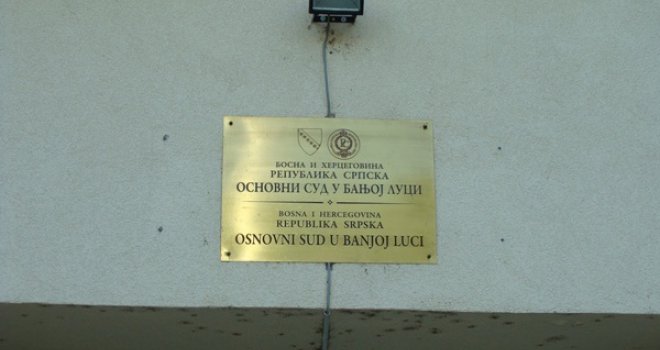 БОСНА И ХЕРЦЕГОВИНА
РЕПУБЛИКА СРПСКА
ОСНОВНИ СУД У БАЊОЈ ЛУЦИ
BOSNA I HERCEGOVINA
REPUBLIKA SRPSKA
OSNOVNI SUD U BANJOJ LUCI